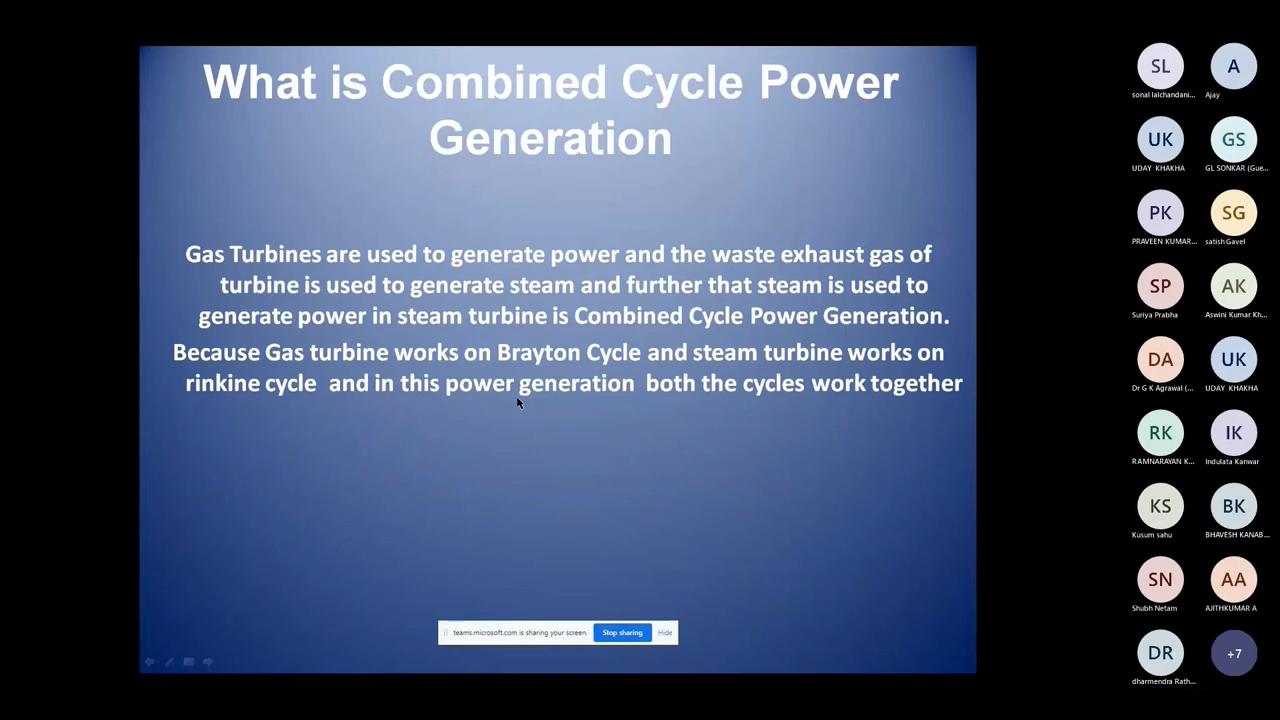 What is Combined Cycle Power
Generation
Gas Turbines are used to generate power and the waste exhaust gas of
turbine is used to generate steam and further that steam is used to
generate power in steam turbine is Combined Cycle Power Generation.
Because Gas turbine works on Brayton Cycle and steam turbine works on
rinkine cycle and in this power generation both the cycles work together
teams.microsoft.com is sharing your screen. Stop sharing Hide
SL A
sonal lalchandani... Ajay
UK GS
UDAY KHAKHA GL SONKAR (Gue...
PK SG
PRAVEEN KUMAR... satish Gavel
SP AK
Suriya Prabha Aswini Kumar Kh...
DA UK
Dr G K Agrawal (... UDAY KHAKHA
RK IK
RAMNARAYAN K... Indulata Kanwar
KS BK
Kusum sahu BHAVESH KANAB...
SN AA
Shubh Netam AJITHKUMAR A
DR +7
dharmendra Rath...